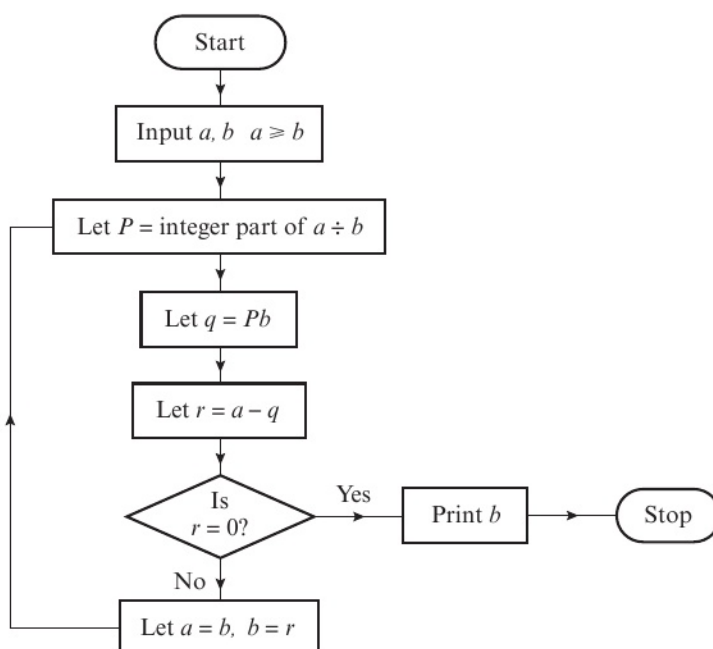 Start
Input a, b a ⩾ b
Let P = integer part of a ÷ b
Let q = Pb
Let r = a − q
Is
r = 0?
Yes
Print b
Stop
No
Let a = b, b = r